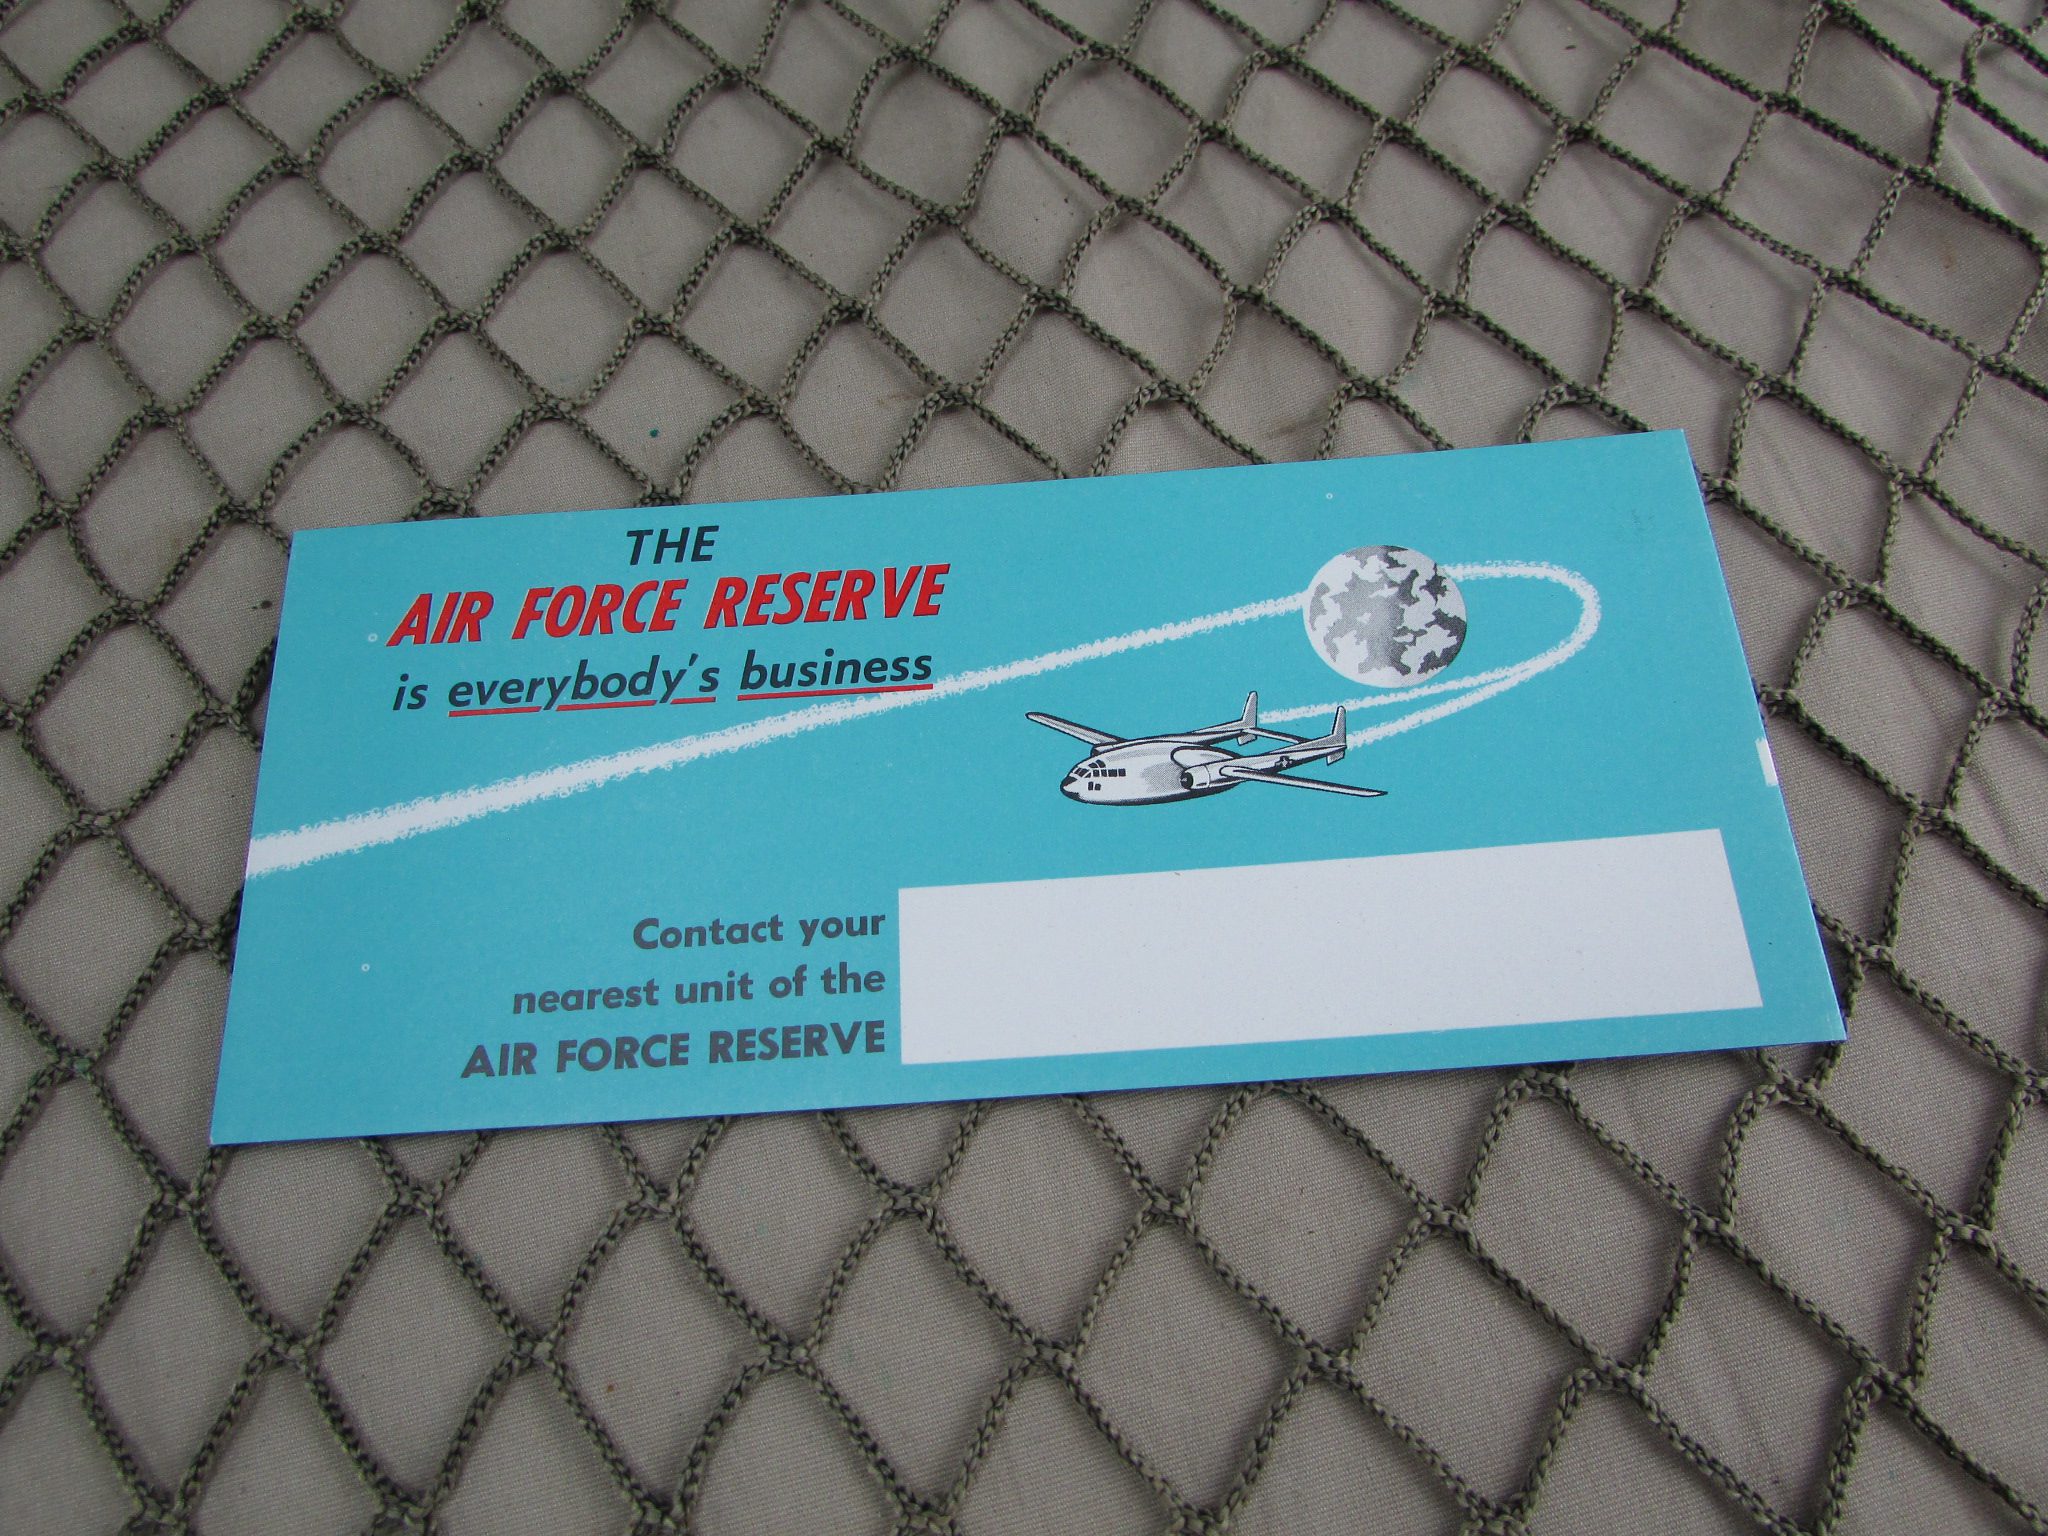 THE
AIR FORCE RESERVE
is everybody's business
Contact your
nearest unit of the
AIR FORCE RESERVE